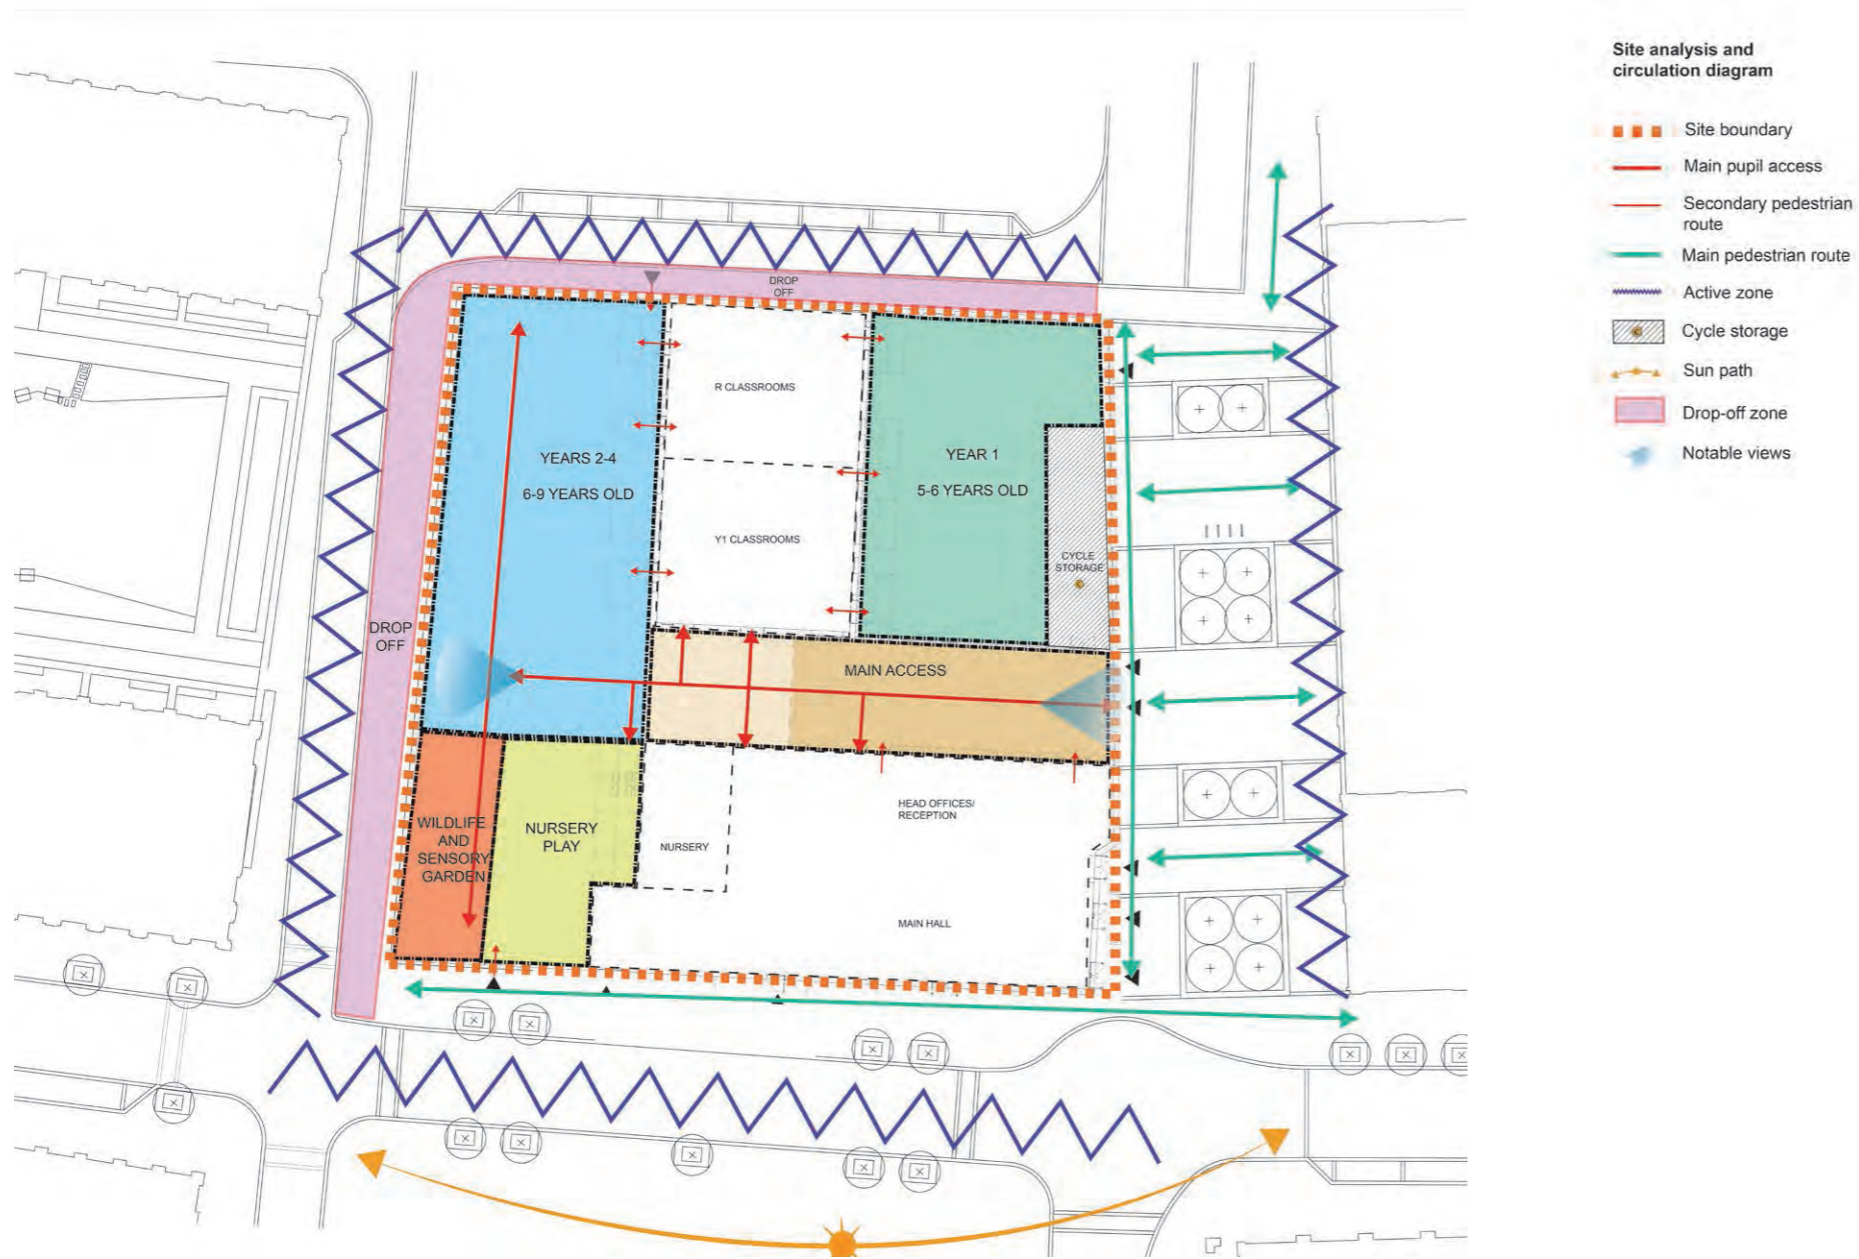 Site analysis and
circulation diagram
Site boundary
Main pupil access
Secondary pedestrian
route
Main pedestrian route
Active zone
Cycle storage
Sun path
Drop-off zone
Notable views
DROP
OFF
R CLASSROOMS
YEARS 2-4
6-9 YEARS OLD
YEAR 1
5-6 YEARS OLD
Y1 CLASSROOMS
CYCLE
STORAGE
C
DROP
OFF
MAIN ACCESS
WILDLIFE
AND
SENSORY
GARDEN
NURSERY
PLAY
NURSERY
HEAD OFFICES/
RECEPTION
MAIN HALL